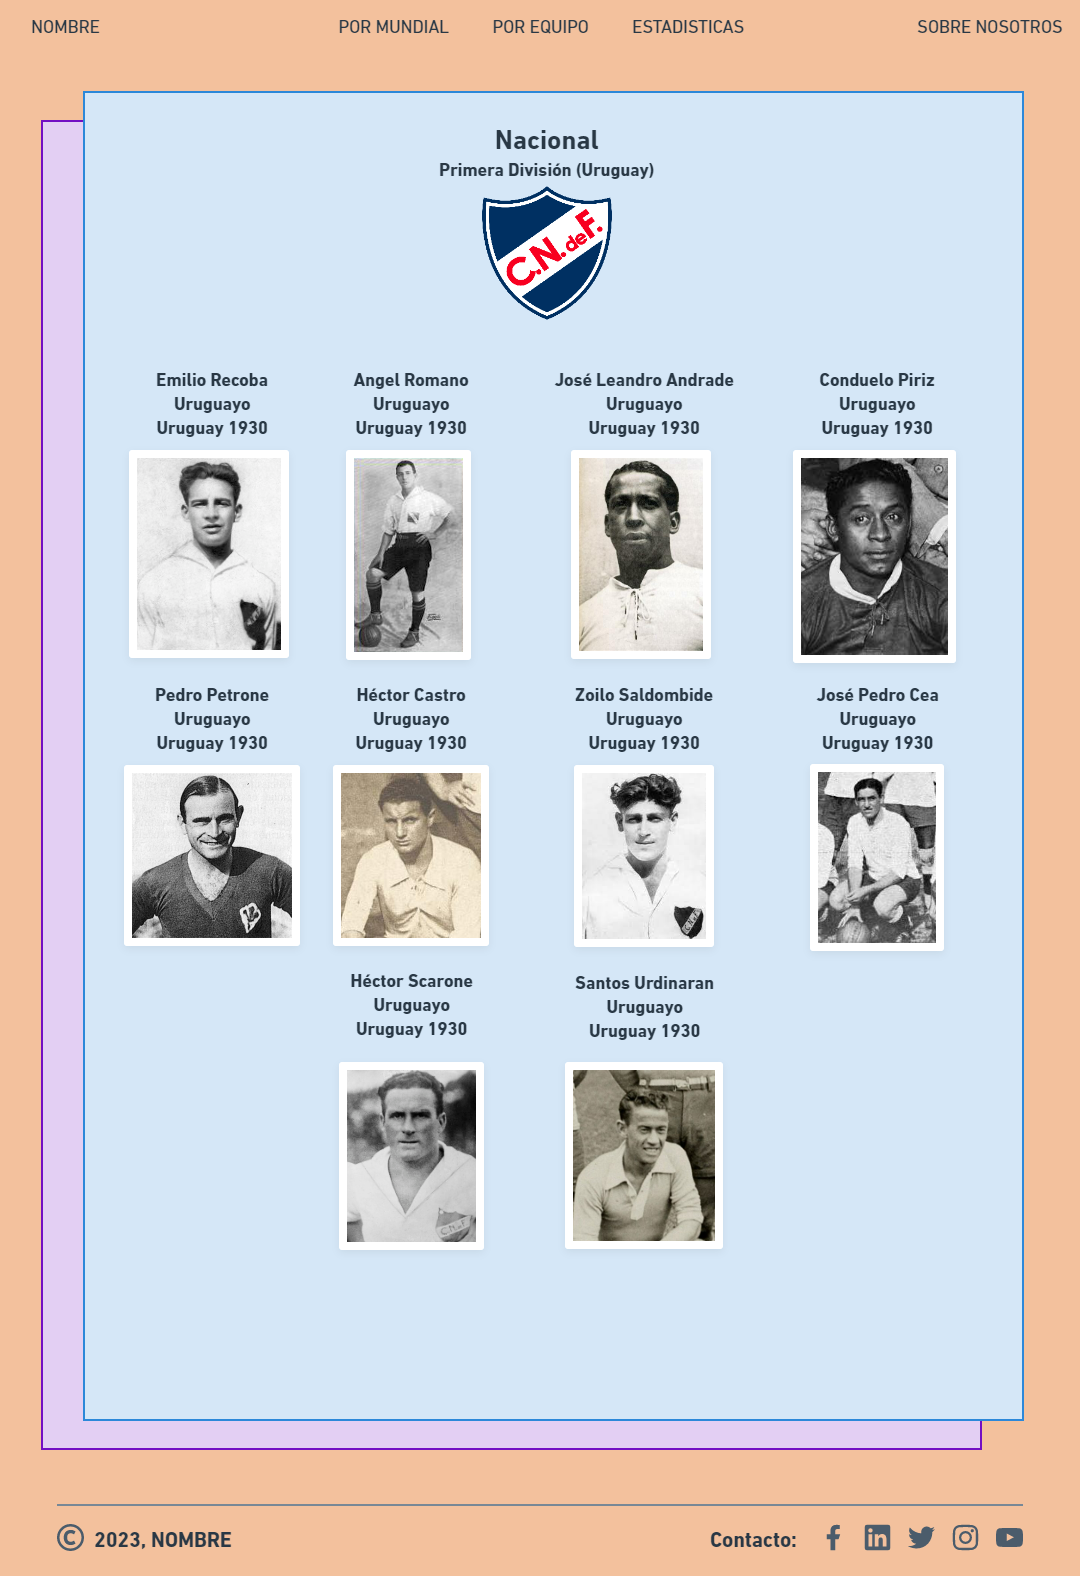 NOMBRE POR MUNDIAL POR EQUIPO ESTADISTICAS SOBRE NOSOTROS
Nacional
Primera División (Uruguay)
C.N. de F.
Emilio Recoba
Uruguayo
Uruguay 1930
Angel Romano
Uruguayo
Uruguay 1930
José Leandro Andrade
Uruguayo
Uruguay 1930
Conduelo Piriz
Uruguayo
Uruguay 1930
Pedro Petrone
Uruguayo
Uruguay 1930
Héctor Castro
Uruguayo
Uruguay 1930
Zoilo Saldombide
Uruguayo
Uruguay 1930
José Pedro Cea
Uruguayo
Uruguay 1930
Héctor Scarone
Uruguayo
Uruguay 1930
Santos Urdinaran
Uruguayo
Uruguay 1930
© 2023, NOMBRE
Contacto: